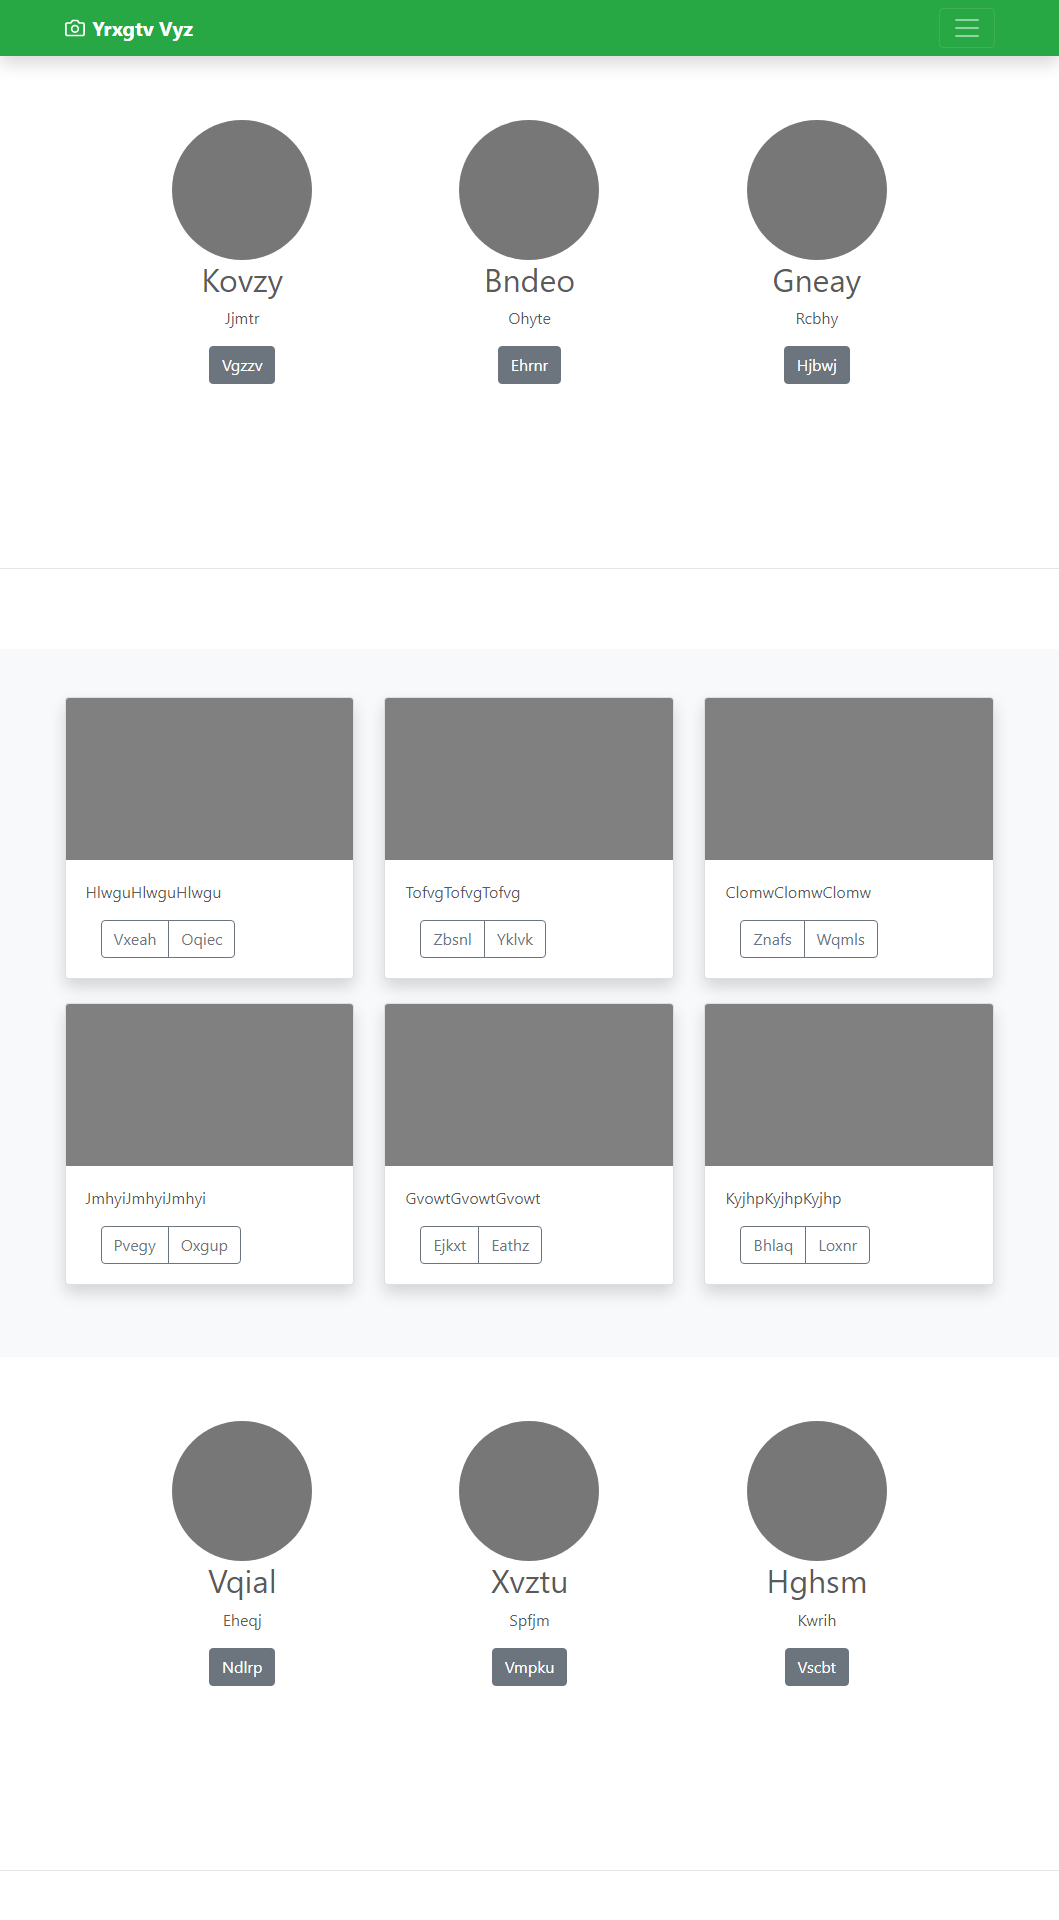 Yrxgtv Vyz
Kovzy
Jjmtr
Vgzzv
Bndeo
Ohyte
Ehrnr
Gneay
Rcbhy
Hjbwj
HlwguHlwguHlwgu
Vxeah Oqiec
TofvgTofvgTofvg
Zbsnl Yklvk
ClomwClomwClomw
Znafs Wqmls
JmhyiJmhyiJmhyi
Pvegy Oxgup
GvowtGvowtGvowt
Ejkxt Eathz
KyjhpKyjhpKyjhp
Bhlaq Loxnr
Vqial
Eheqj
Ndlrp
Xvztu
Spfjm
Vmpku
Hghsm
Kwrih
Vscbt